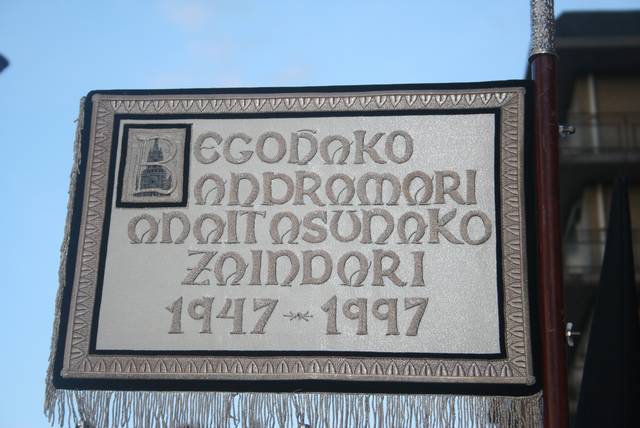 BEGOÑAKO
ANDRAMARI
ANAITASUNAKO
ZAINDARI
1947 - 1997